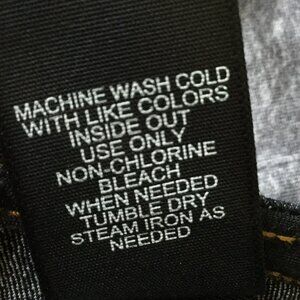 MACHINE WASH COLD
WITH LIKE COLORS
INSIDE OUT
USE ONLY
NON-CHLORINE
BLEACH
WHEN NEEDED
TUMBLE DRY
STEAM IRON AS
NEEDED